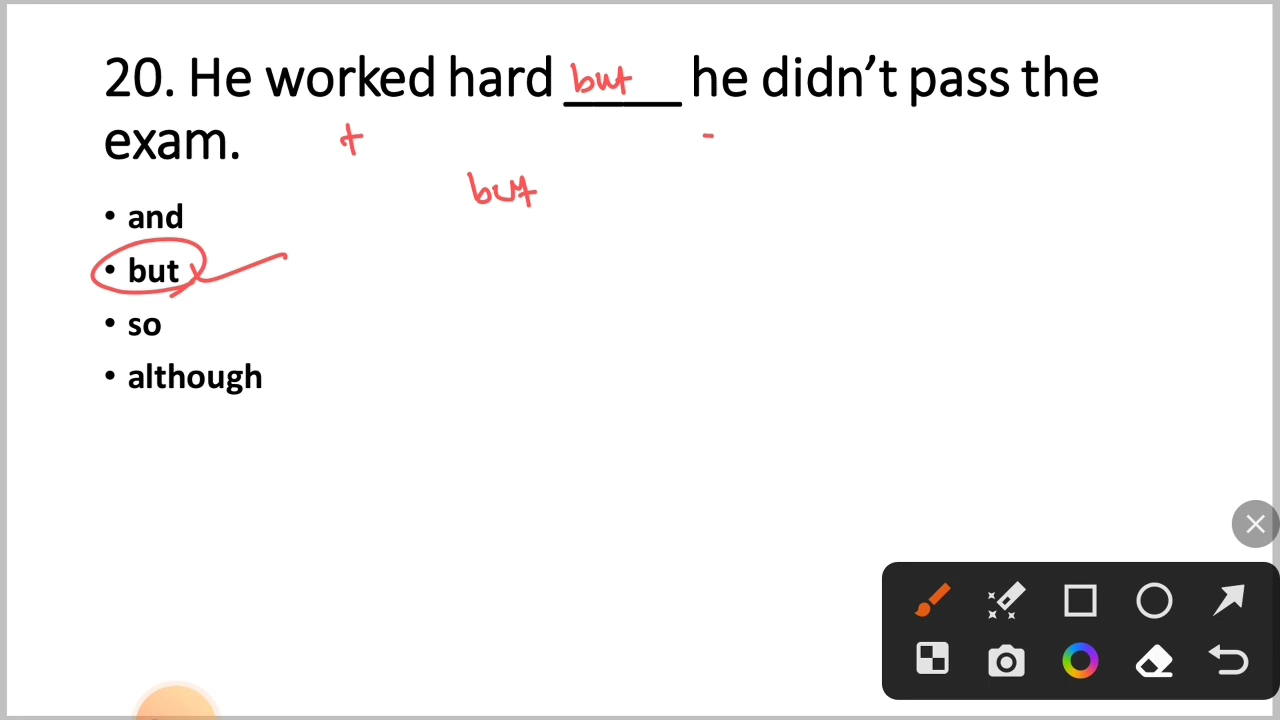 20. He worked hard but he didn't pass the
exam. + -
but
• and
• but
• so
• although